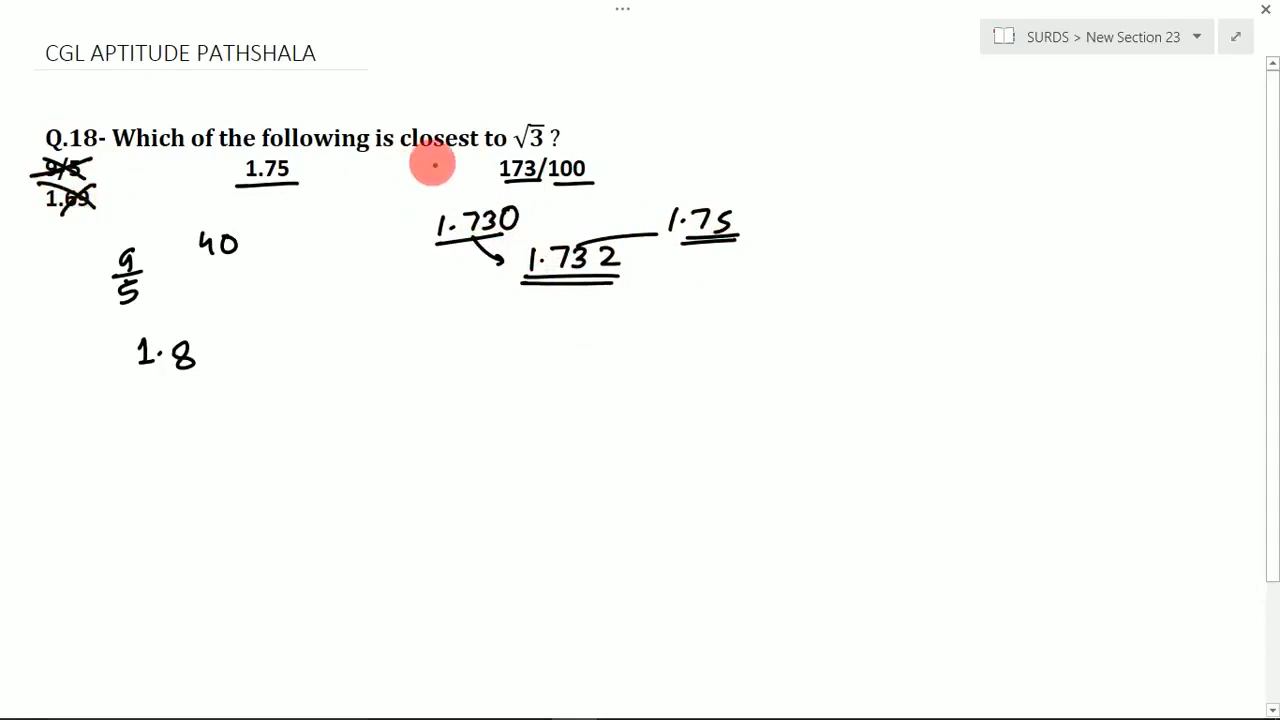 CGL APTITUDE PATHSHALA
SURDS > New Section 23
Q.18- Which of the following is closest to √3 ?
9/5 1.75 173/100
1.69
1.730 1.75
1.732
9/5 40
1.8